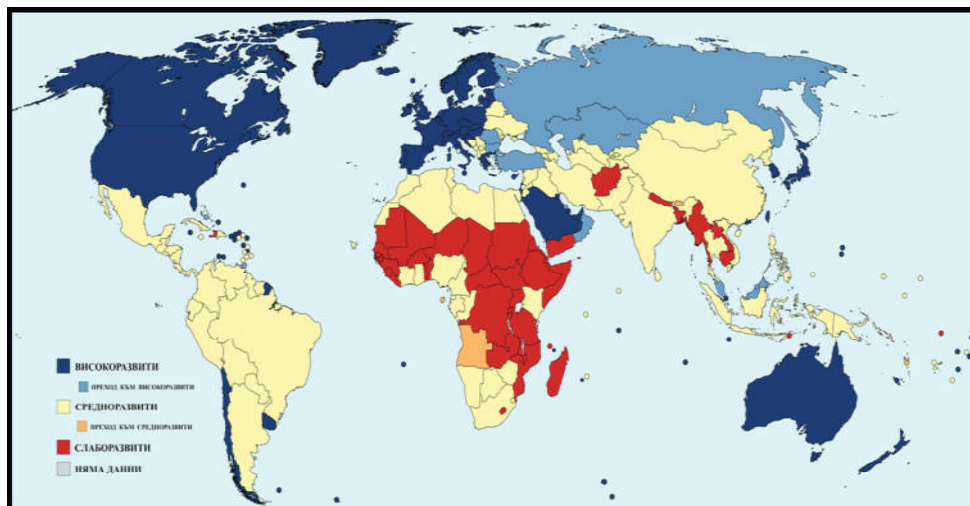 ВИСОКОРАЗВИТИ
ПРЕХОД КЪМ ВИСОКОРАЗВИТИ
СРЕДНОРАЗВИТИ
ПРЕХОД КЪМ СРЕДНОРАЗВИТИ
СЛАБОРАЗВИТИ
НЯМА ДАННИ